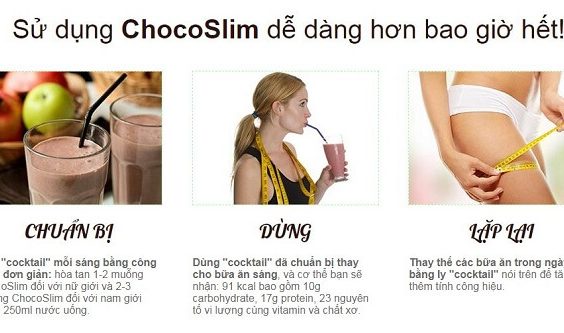 Sử dụng ChocoSlim dễ dàng hơn bao giờ hết!
CHUẨN BỊ
"cocktail" mỗi sáng bằng công
đơn giản: hòa tan 1-2 muỗng
oSlim đối với nữ giới và 2-3
ng ChocoSlim đối với nam giới
250ml nước uống.
DÙNG
Dùng "cocktail" đã chuẩn bị thay
cho bữa ăn sáng, và cơ thể bạn sẽ
nhận: 91 kcal bao gồm 10g
carbohydrate, 17g protein, 23 nguyên
tố vi lượng cùng vitamin và chất xơ.
LẶP LẠI
Thay thế các bữa ăn trong ngà
bằng ly "cocktail" nói trên để tă
thêm tính công hiệu.